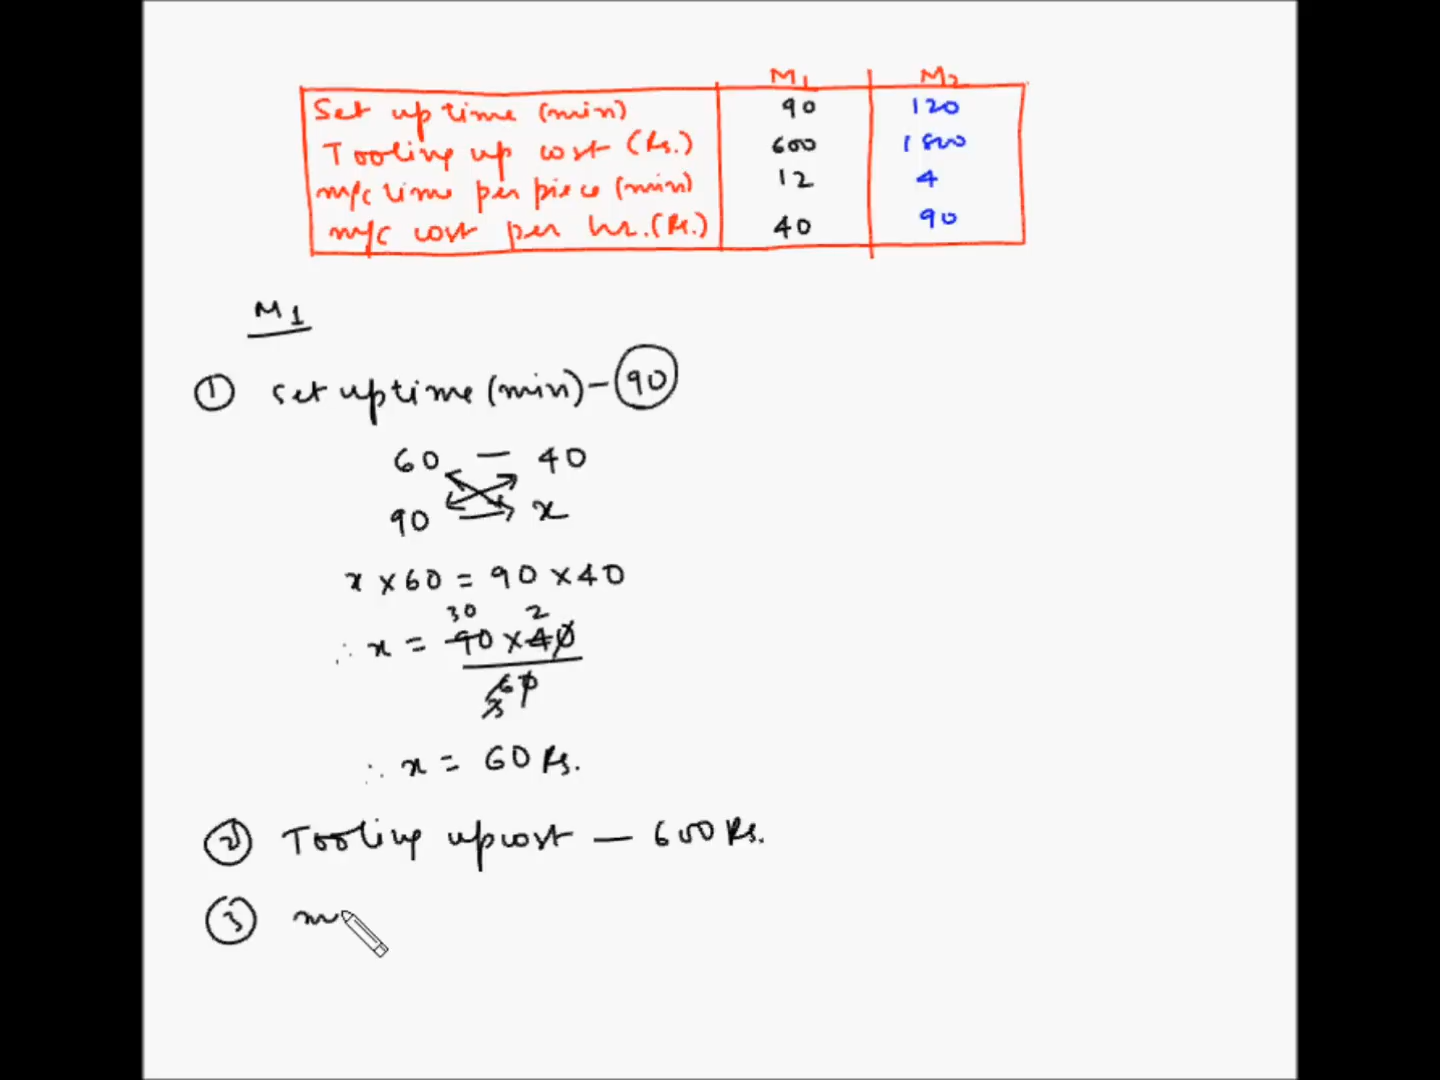 M1 M2
Set up time (min) 90 120
Tooling up cost (Rs.) 600 1800
m/c time per piece (min) 12 4
m/c cost per hr. (Rs.) 40 90
M1
① Set up time (min) - 90
60 — 40
90 x
x × 60 = 90 × 40
30 2
∴ x = 90 × 40
60
3
∴ x = 60 Rs.
② Tooling up cost — 600 Rs.
③ m